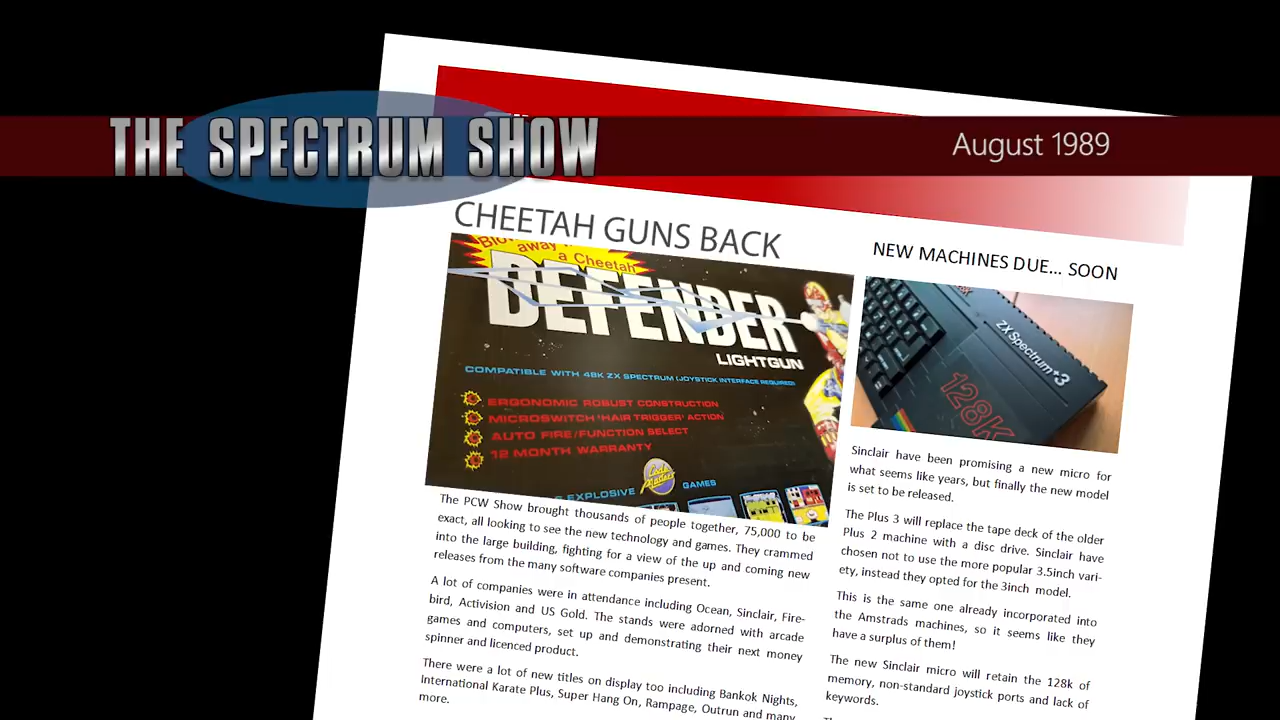 THE SPECTRUM SHOW
August 1989
CHEETAH GUNS BACK
away
a Cheetah
DEFENDER
LIGHTGUN
COMPATIBLE WITH 48K ZX SPECTRUM (JOYSTICK INTERFACE REQUIRED)
ERGONOMIC ROBUST CONSTRUCTION
MICROSWITCH 'HAIR TRIGGER' ACTION
AUTO FIRE/FUNCTION SELECT
12 MONTH WARRANTY
EXPLOSIVE
Code Masters
GAMES
The PCW Show brought thousands of people together, 75,000 to be
exact, all looking to see the new technology and games. They crammed
into the large building, fighting for a view of the up and coming new
releases from the many software companies present.
A lot of companies were in attendance including Ocean, Sinclair, Fire-
bird, Activision and US Gold. The stands were adorned with arcade
games and computers, set up and demonstrating their next money
spinner and licenced product.
There were a lot of new titles on display too including Bankok Nights,
International Karate Plus, Super Hang On, Rampage, Outrun and many
more.
NEW MACHINES DUE... SOON
ZX Spectrum +3
128K
Sinclair have been promising a new micro for
what seems like years, but finally the new model
is set to be released.
The Plus 3 will replace the tape deck of the older
Plus 2 machine with a disc drive. Sinclair have
chosen not to use the more popular 3.5inch vari-
ety, instead they opted for the 3inch model.
This is the same one already incorporated into
the Amstrads machines, so it seems like they
have a surplus of them!
The new Sinclair micro will retain the 128k of
memory, non-standard joystick ports and lack of
keywords.